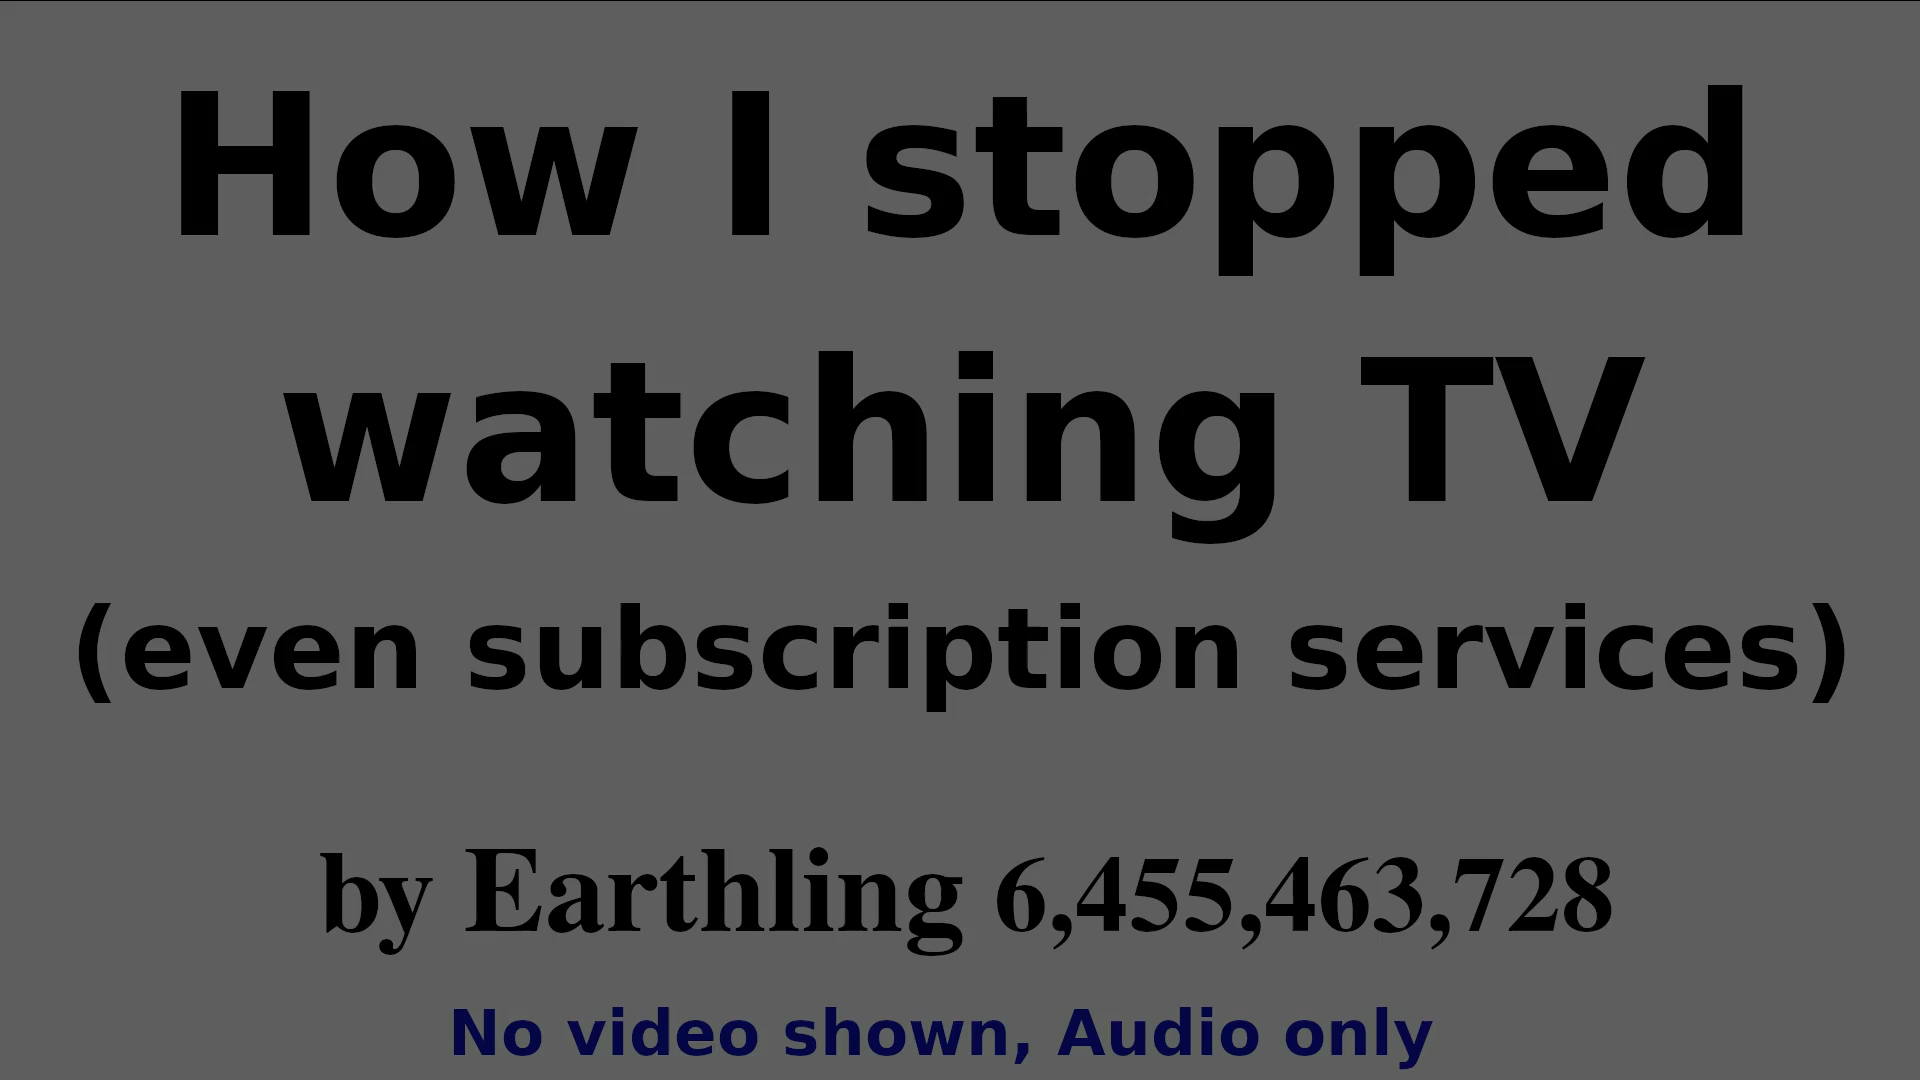 How I stopped
watching TV
(even subscription services)
by Earthling 6,455,463,728
No video shown, Audio only